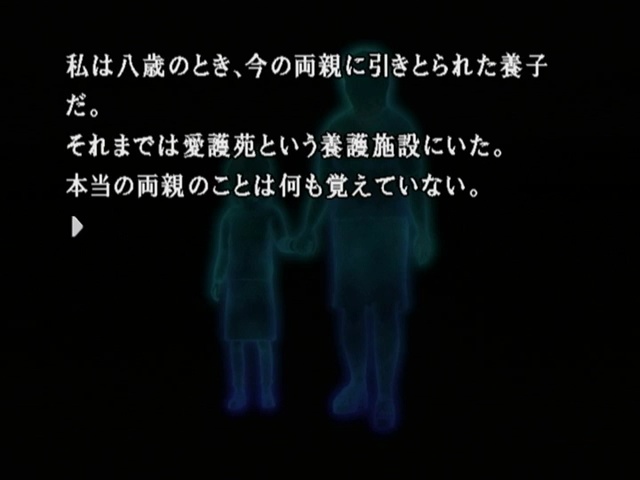 私は八歳のとき、今の両親に引きとられた養子
だ。
それまでは愛護苑という養護施設にいた。
本当の両親のことは何も覚えていない。